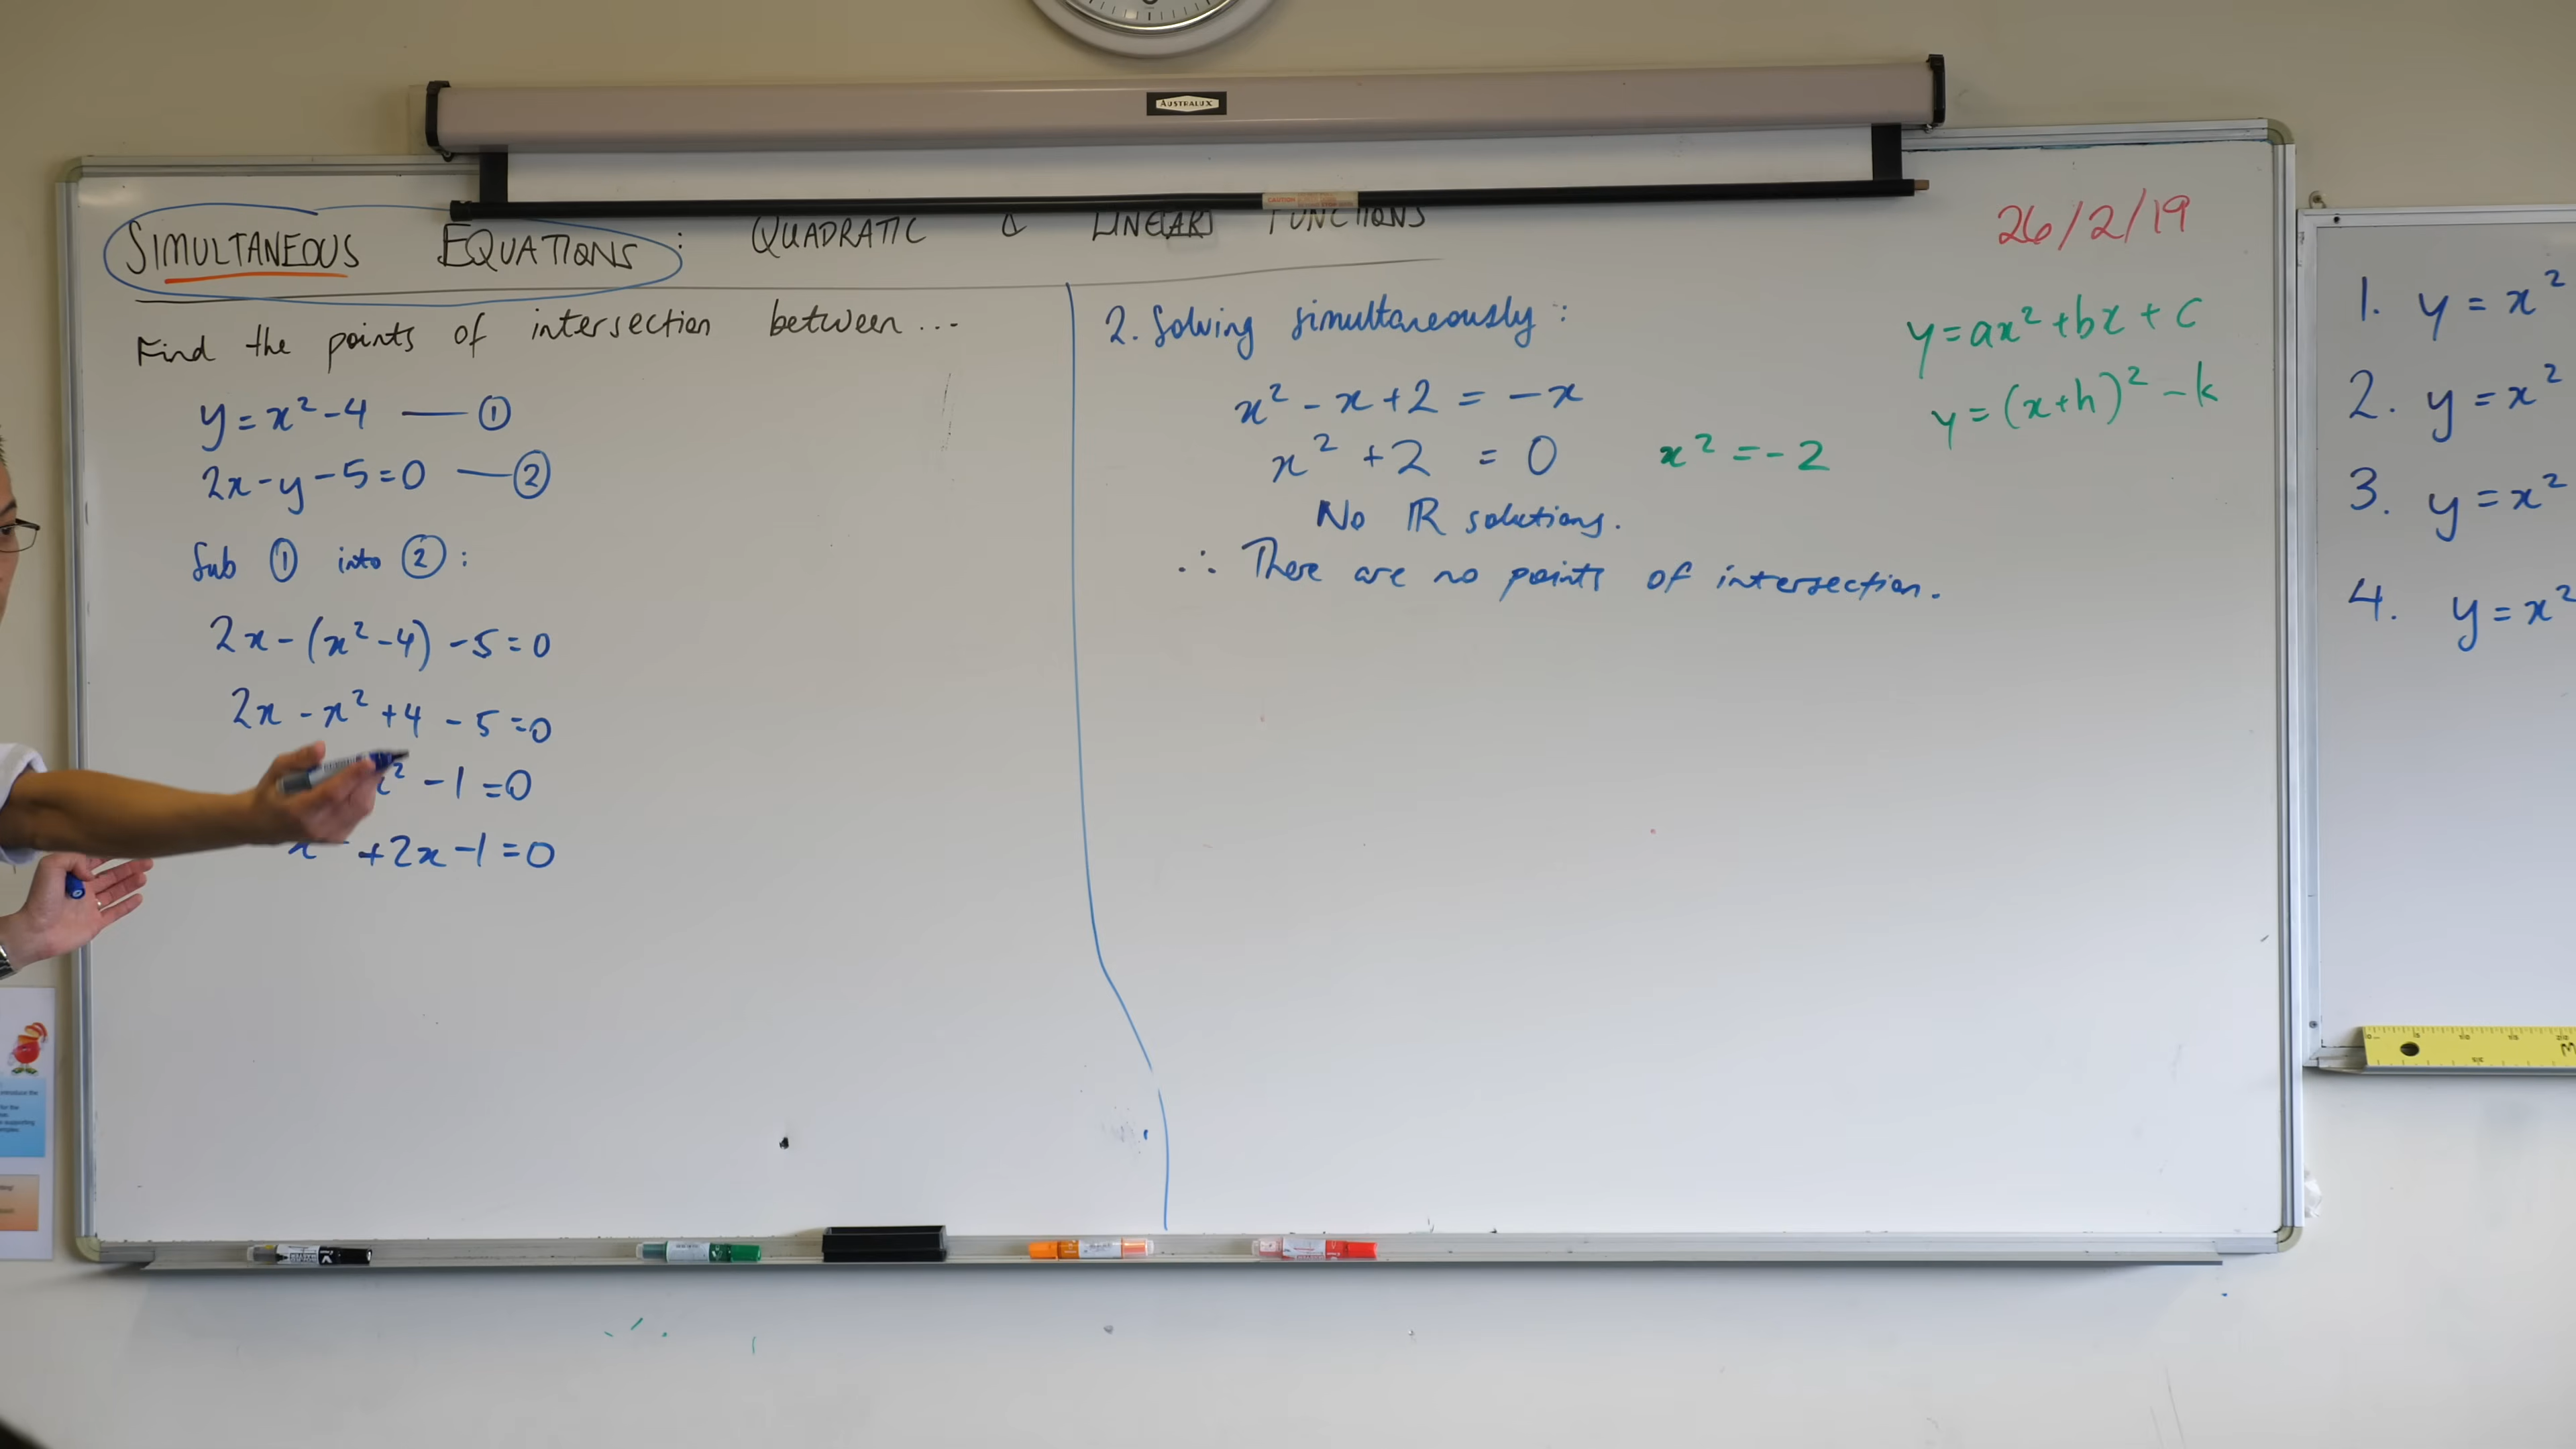 AUSTRALUX
CAUTION
SIMULTANEOUS EQUATIONS : QUADRATIC & LINEAR FUNCTIONS
26/2/19
Find the points of intersection between...
y = x² - 4 — ①
2x - y - 5 = 0 — ②
Sub ① into ② :
2x - (x² - 4) - 5 = 0
2x - x² + 4 - 5 = 0
x² - 1 = 0
x + 2x - 1 = 0
2. Solving simultaneously :
x² - x + 2 = -x
x² + 2 = 0 x² = -2
No ℝ solutions.
∴ There are no points of intersection.
y = ax² + bx + c
y = (x + h)² - k
1. y = x²
2. y = x²
3. y = x²
4. y = x²